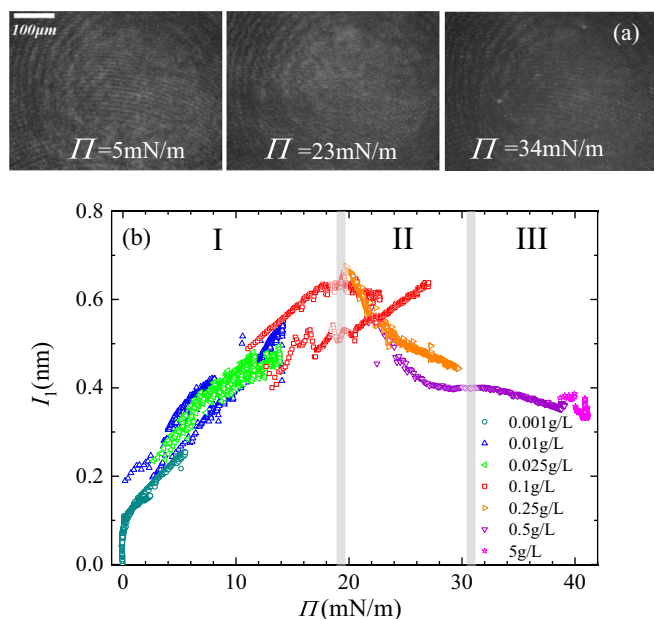 100μm
(a)
Π=5mN/m
Π=23mN/m
Π=34mN/m
(b)
I
II
III
0.8
0.6
0.4
0.2
0.0
I₁(nm)
0.001g/L
0.01g/L
0.025g/L
0.1g/L
0.25g/L
0.5g/L
5g/L
0 10 20 30 40
Π(mN/m)